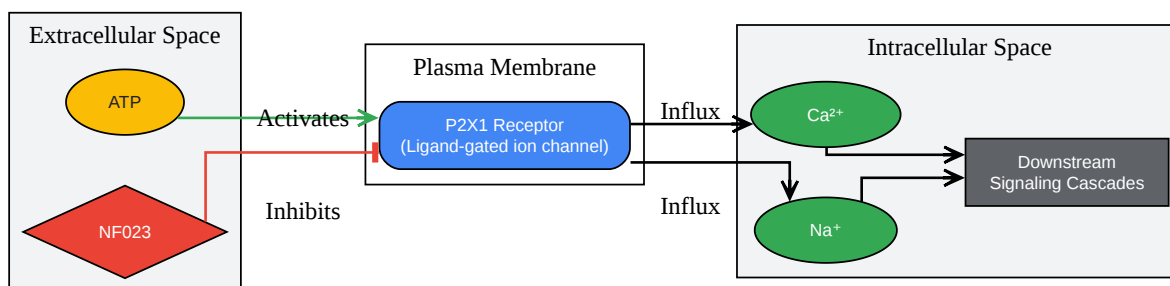 Extracellular Space
ATP
NF023
Activates
Inhibits
Plasma Membrane
P2X1 Receptor
(Ligand-gated ion channel)
Influx
Influx
Intracellular Space
Ca²⁺
Na⁺
Downstream
Signaling Cascades